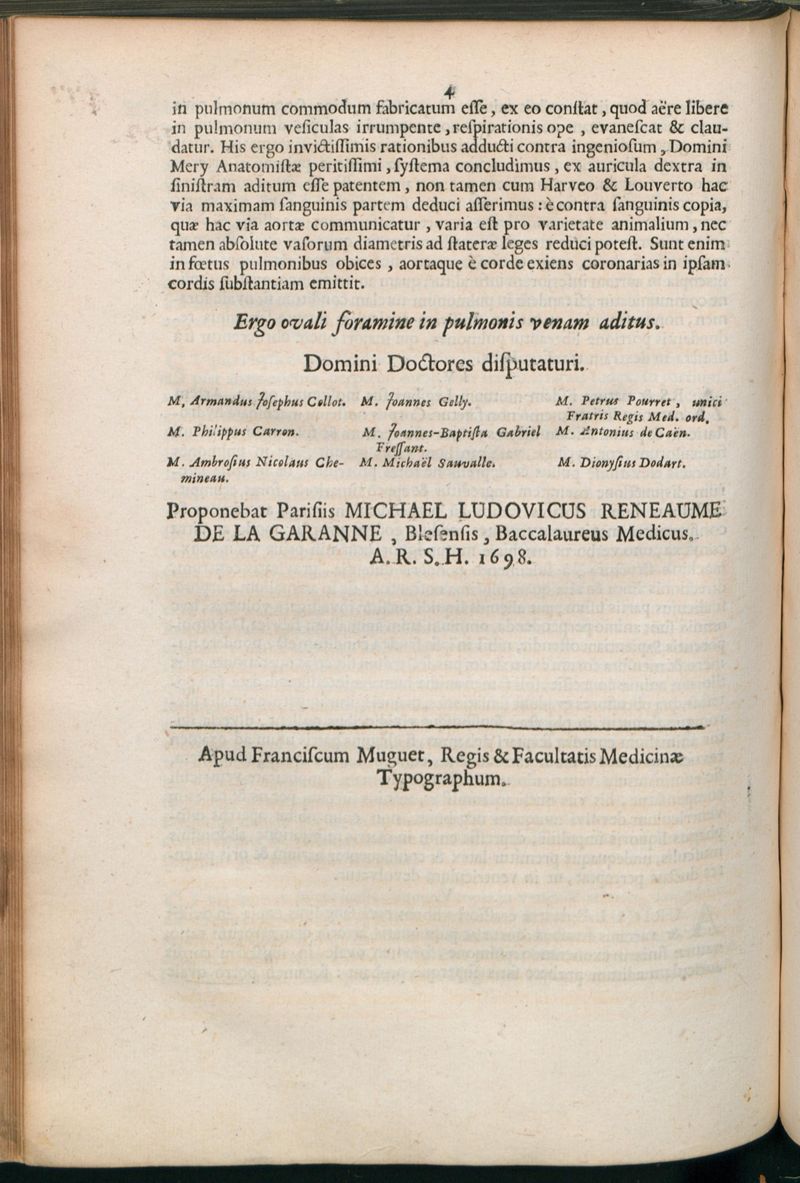 4
in pulmonum commodum fabricatum eſſe, ex eo conſtat, quod aëre libere
in pulmonum veſiculas irrumpente, reſpirationis ope, evaneſcat & clau-
datur. His ergo invictiſſimis rationibus adducti contra ingenioſum, Domini
Mery Anatomiſtæ peritiſſimi, ſyſtema concludimus, ex auricula dextra in
ſiniſtram aditum eſſe patentem, non tamen cum Harveo & Louverto hac
via maximam ſanguinis partem deduci aſſerimus: è contra ſanguinis copia,
quæ hac via aortæ communicatur, varia eſt pro varietate animalium, nec
tamen abſolute vaſorum diametris ad ſtateræ leges reduci poteſt. Sunt enim
in fœtus pulmonibus obices, aortaque è corde exiens coronarias in ipſam
cordis ſubſtantiam emittit.
Ergo ovali foramine in pulmonis venam aditus.
Domini Doctores diſputaturi.
M. Armandus Joſephus Collot. M. Joannes Gelly. M. Petrus Pourret, unici
Fratris Regis Med. ord.
M. Philippus Carron. M. Joannes-Baptiſta Gabriel M. Antonius de Caën.
Freſſant.
M. Ambroſius Nicolaus Che- M. Michaël Sauvalle. M. Dionyſius Dodart.
mineau.
Proponebat Pariſiis MICHAEL LUDOVICUS RENEAUME
DE LA GARANNE, Bleſenſis, Baccalaureus Medicus.
A. R. S. H. 1698.
Apud Franciſcum Muguet, Regis & Facultatis Medicinæ
Typographum.